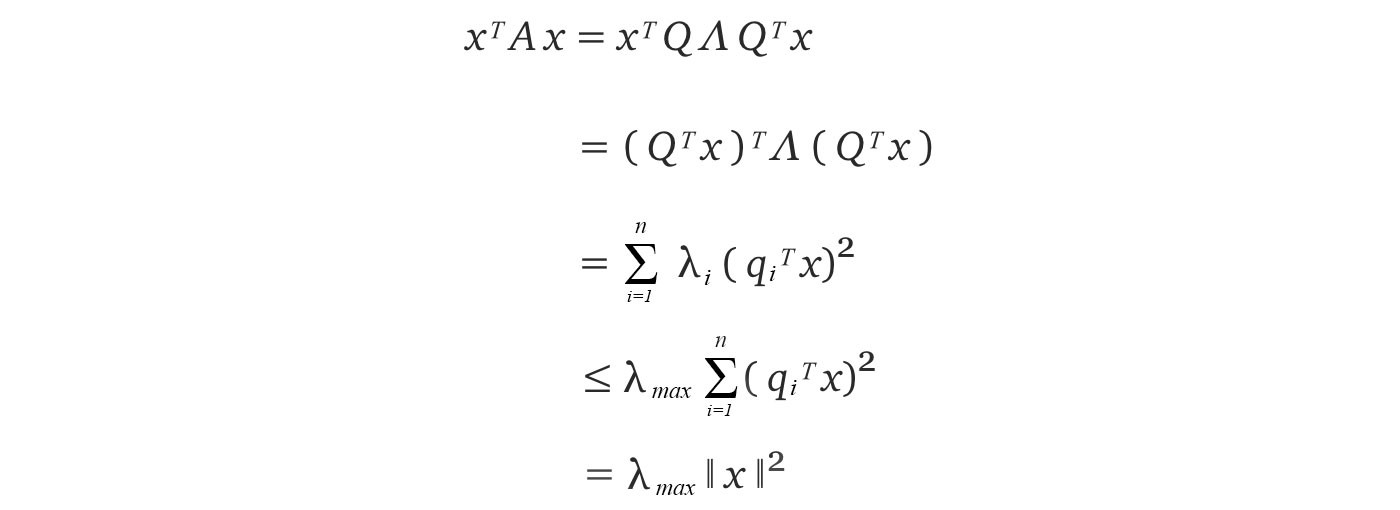 xᵀAx = xᵀQΛQᵀx
= (Qᵀx)ᵀΛ(Qᵀx)
= ∑ᵢ₌₁ⁿ λᵢ(qᵢᵀx)²
≤ λₘₐₓ ∑ᵢ₌₁ⁿ(qᵢᵀx)²
= λₘₐₓ‖x‖²